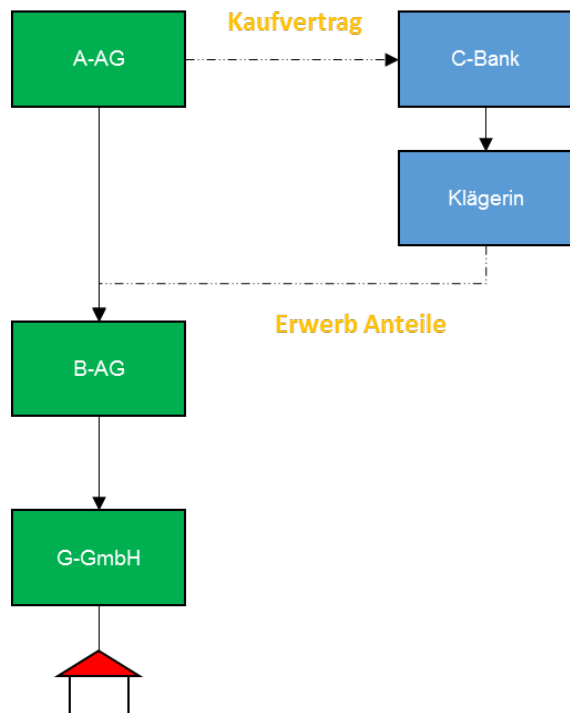 Kaufvertrag
A-AG
C-Bank
Klägerin
Erwerb Anteile
B-AG
G-GmbH